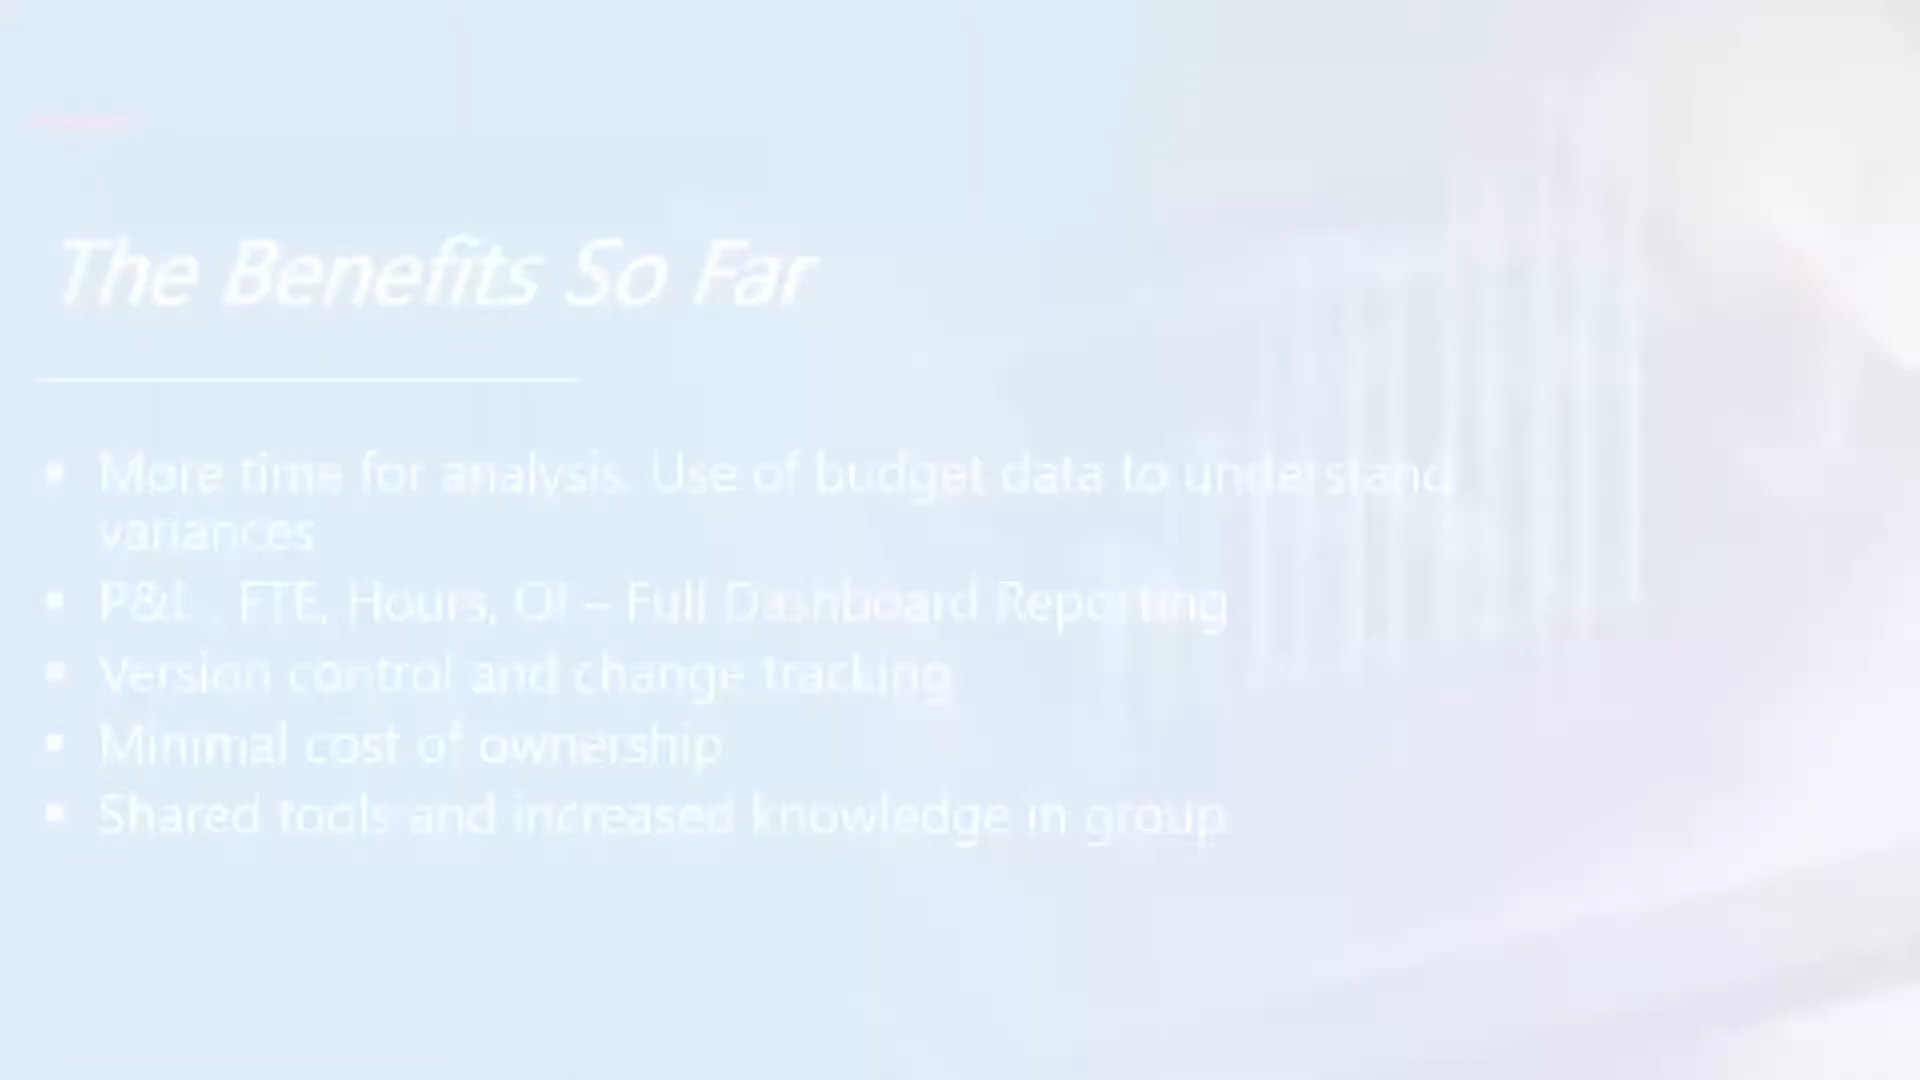 The Benefits So Far
• More time for analysis. Use of budget data to understand
variances
• P&L, FTE, Hours, OI – Full Dashboard Reporting
• Version control and change tracking
• Minimal cost of ownership
• Shared tools and increased knowledge in group